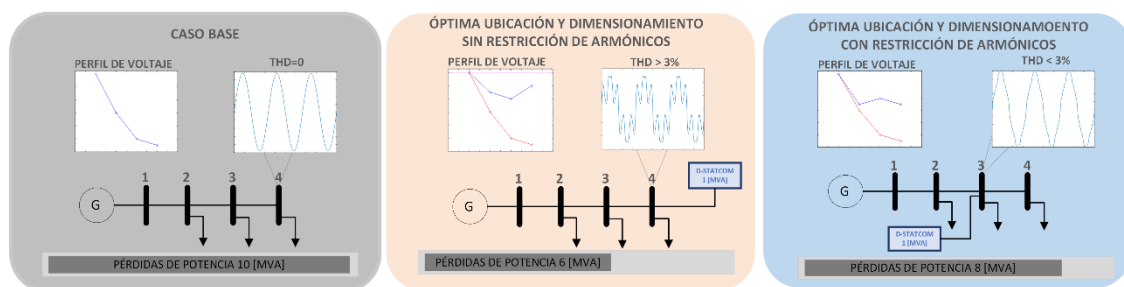 CASO BASE
PERFIL DE VOLTAJE
THD=0
1 2 3 4
G
PÉRDIDAS DE POTENCIA 10 [MVA]
ÓPTIMA UBICACIÓN Y DIMENSIONAMIENTO
SIN RESTRICCIÓN DE ARMÓNICOS
PERFIL DE VOLTAJE
THD > 3%
D-STATCOM
1 [MVA]
1 2 3 4
G
PÉRDIDAS DE POTENCIA 6 [MVA]
ÓPTIMA UBICACIÓN Y DIMENSIONAMOENTO
CON RESTRICCIÓN DE ARMÓNICOS
PERFIL DE VOLTAJE
THD < 3%
1 2 3 4
G
D-STATCOM
1 [MVA]
PÉRDIDAS DE POTENCIA 8 [MVA]